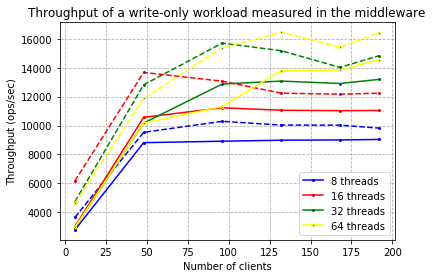 Throughput of a write-only workload measured in the middleware
Throughput (ops/sec)
16000
14000
12000
10000
8000
6000
4000
8 threads
16 threads
32 threads
64 threads
0 25 50 75 100 125 150 175 200
Number of clients